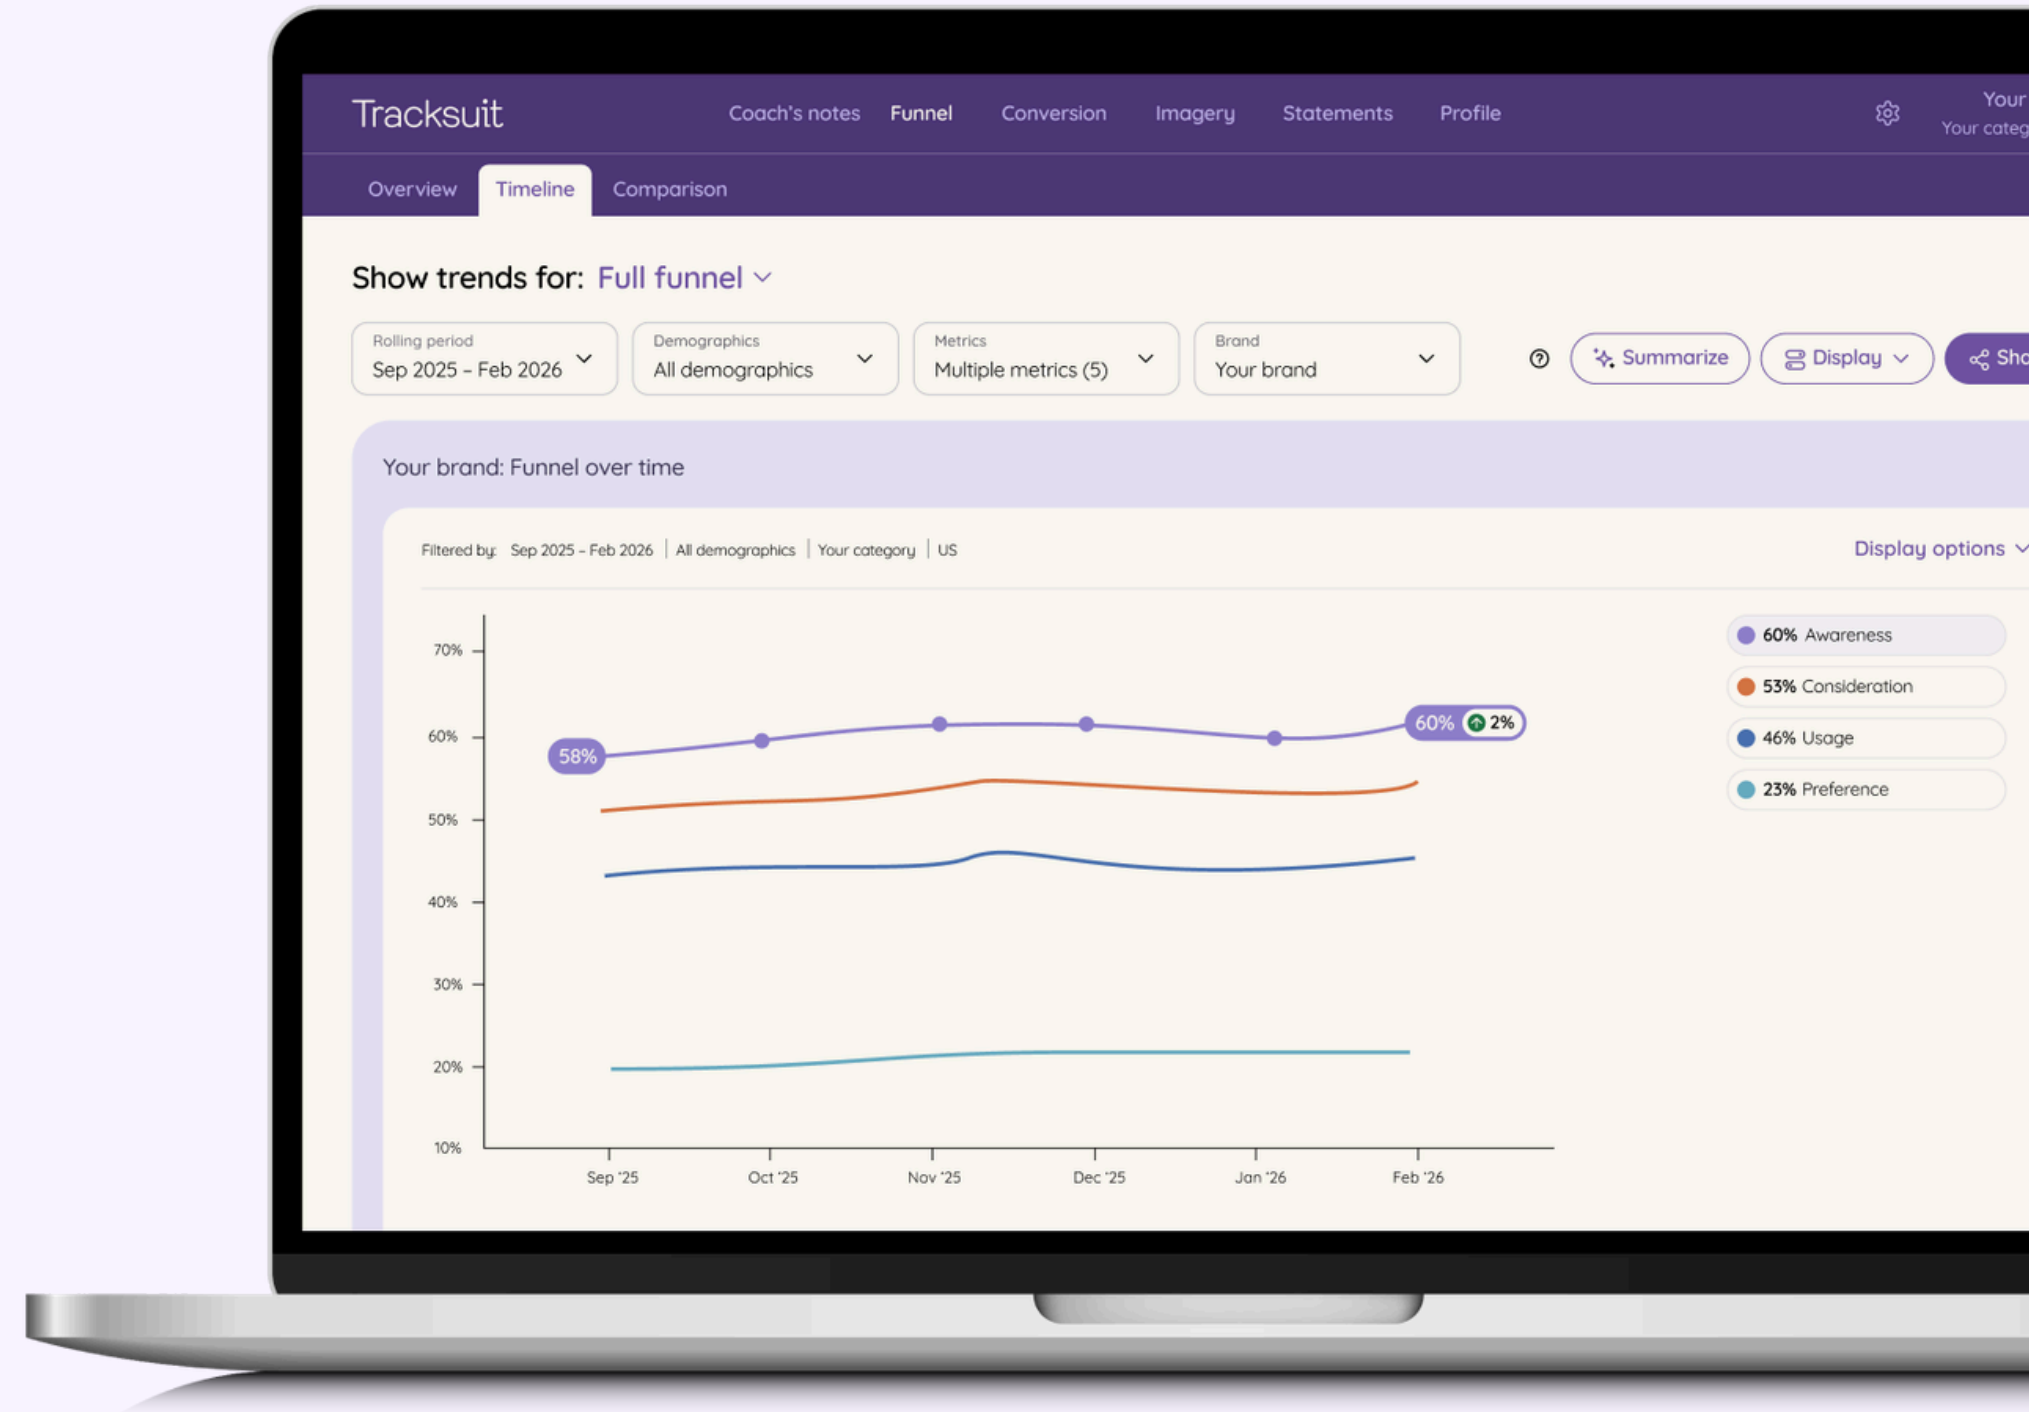 Tracksuit
Coach's notes Funnel Conversion Imagery Statements Profile
Your
Your categ
Overview Timeline Comparison
Show trends for: Full funnel
Rolling period
Sep 2025 – Feb 2026
Demographics
All demographics
Metrics
Multiple metrics (5)
Brand
Your brand
Summarize
Display
Sha
Your brand: Funnel over time
Filtered by: Sep 2025 – Feb 2026 All demographics Your category US
Display options
70%
60%
50%
40%
30%
20%
10%
58%
60% 2%
60% Awareness
53% Consideration
46% Usage
23% Preference
Sep '25 Oct '25 Nov '25 Dec '25 Jan '26 Feb '26